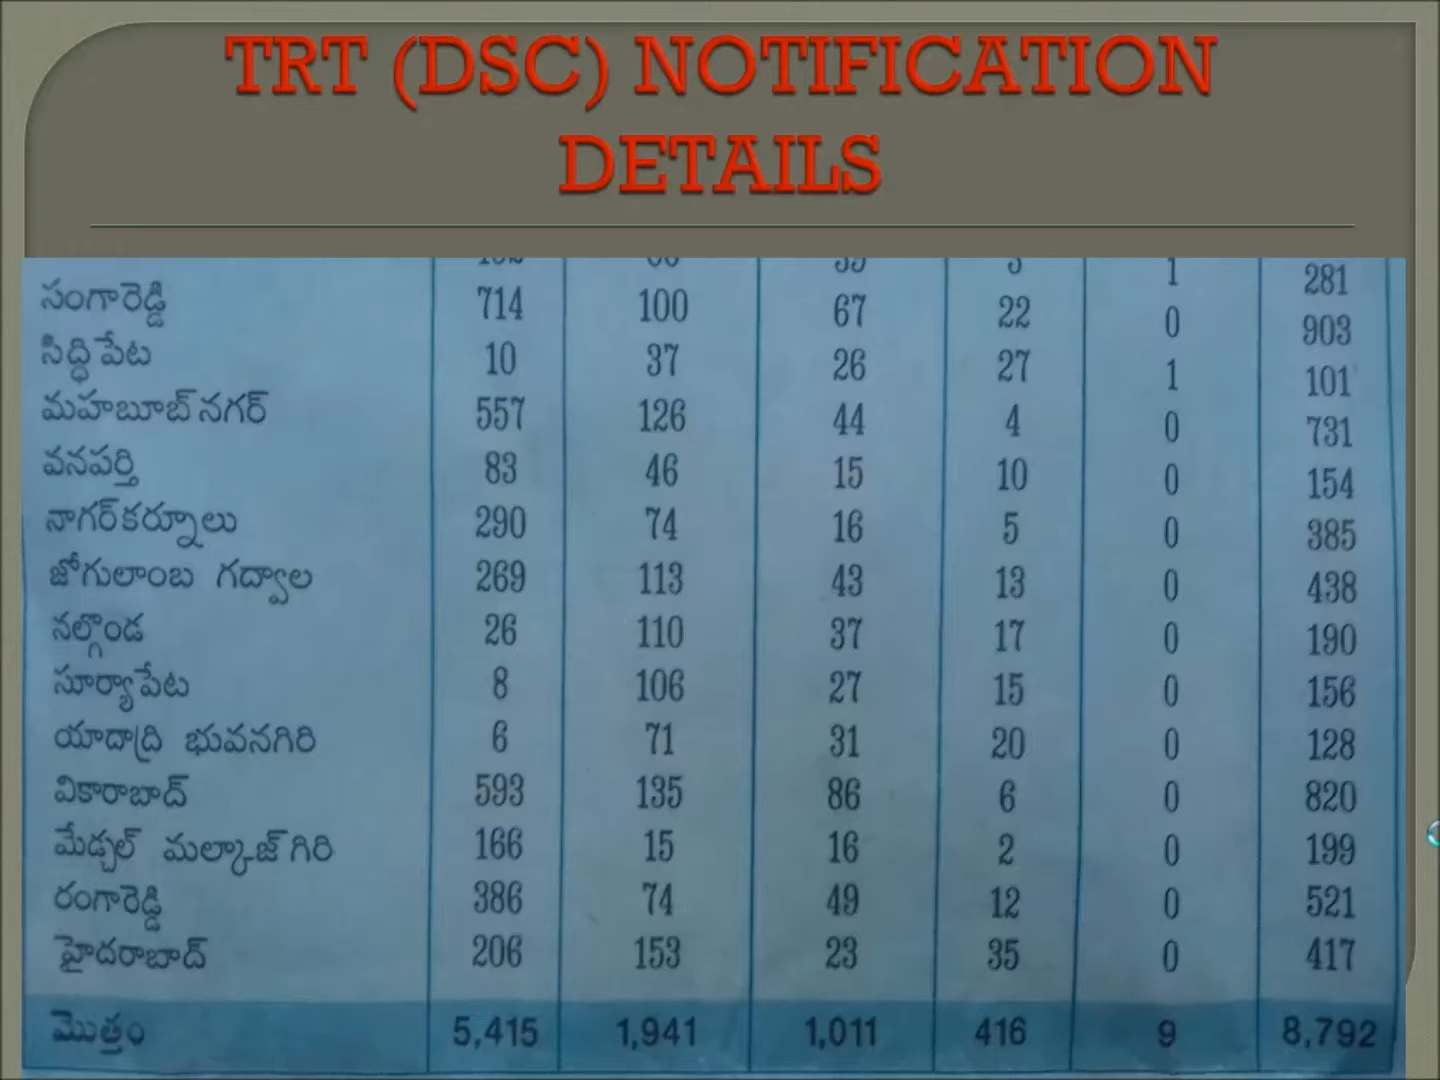 TRT (DSC) NOTIFICATION
DETAILS
1 281
సంగారెడ్డి 714 100 67 22 0 903
సిద్ధిపేట 10 37 26 27 1 101
మహబూబ్‌నగర్ 557 126 44 4 0 731
వనపర్తి 83 46 15 10 0 154
నాగర్‌కర్నూలు 290 74 16 5 0 385
జోగులాంబ గద్వాల 269 113 43 13 0 438
నల్గొండ 26 110 37 17 0 190
సూర్యాపేట 8 106 27 15 0 156
యాదాద్రి భువనగిరి 6 71 31 20 0 128
వికారాబాద్ 593 135 86 6 0 820
మేడ్చల్ మల్కాజ్‌గిరి 166 15 16 2 0 199
రంగారెడ్డి 386 74 49 12 0 521
హైదరాబాద్ 206 153 23 35 0 417
మొత్తం 5,415 1,941 1,011 416 9 8,792